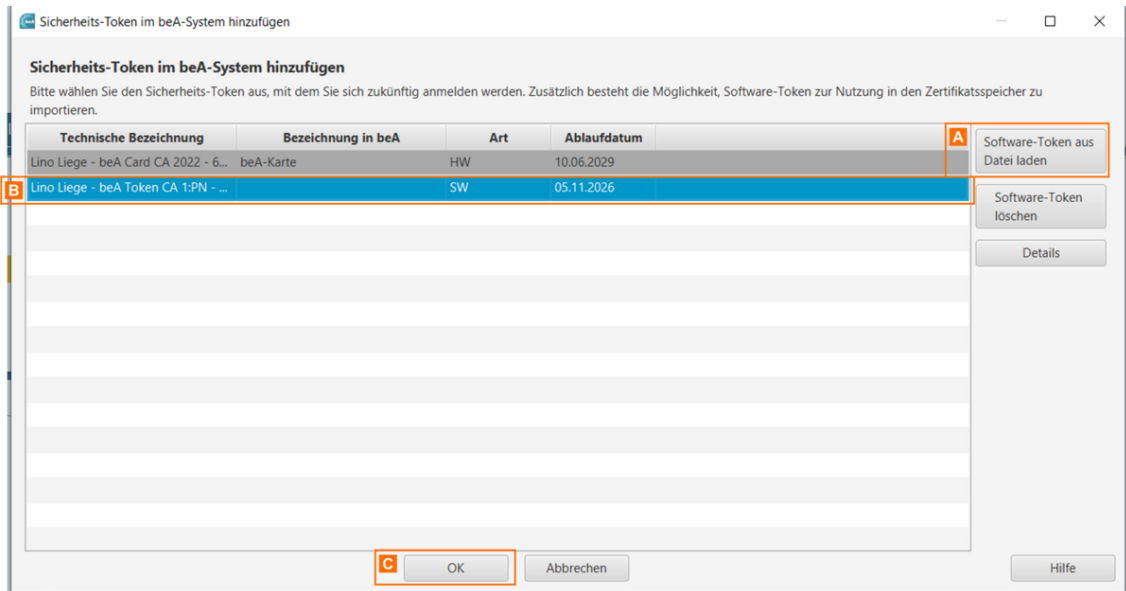 Sicherheits-Token im beA-System hinzufügen
Sicherheits-Token im beA-System hinzufügen
Bitte wählen Sie den Sicherheits-Token aus, mit dem Sie sich zukünftig anmelden werden. Zusätzlich besteht die Möglichkeit, Software-Token zur Nutzung in den Zertifikatsspeicher zu
importieren.
Technische Bezeichnung Bezeichnung in beA Art Ablaufdatum
Lino Liege - beA Card CA 2022 - 6... beA-Karte HW 10.06.2029
B Lino Liege - beA Token CA 1:PN - ... SW 05.11.2026
A Software-Token aus
Datei laden
Software-Token
löschen
Details
C OK Abbrechen Hilfe